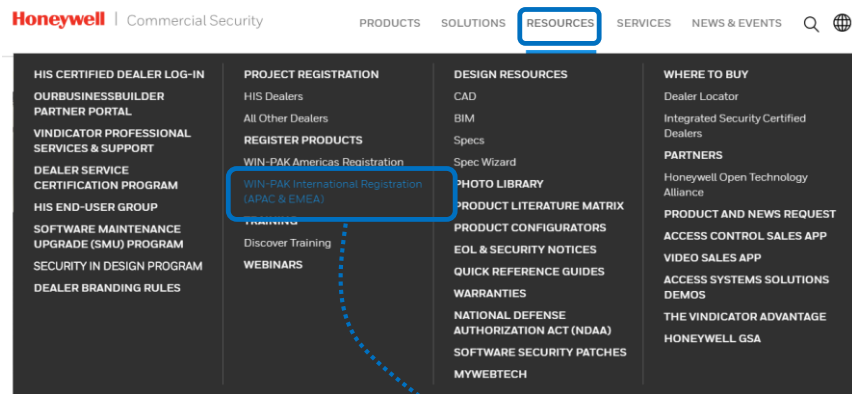 Honeywell | Commercial Security
PRODUCTS SOLUTIONS RESOURCES SERVICES NEWS & EVENTS
HIS CERTIFIED DEALER LOG-IN
OURBUSINESSBUILDER
PARTNER PORTAL
VINDICATOR PROFESSIONAL
SERVICES & SUPPORT
DEALER SERVICE
CERTIFICATION PROGRAM
HIS END-USER GROUP
SOFTWARE MAINTENANCE
UPGRADE (SMU) PROGRAM
SECURITY IN DESIGN PROGRAM
DEALER BRANDING RULES
PROJECT REGISTRATION
HIS Dealers
All Other Dealers
REGISTER PRODUCTS
WIN-PAK Americas Registration
WIN-PAK International Registration
(APAC & EMEA)
TRAINING
Discover Training
WEBINARS
DESIGN RESOURCES
CAD
BIM
Specs
Spec Wizard
PHOTO LIBRARY
PRODUCT LITERATURE MATRIX
PRODUCT CONFIGURATORS
EOL & SECURITY NOTICES
QUICK REFERENCE GUIDES
WARRANTIES
NATIONAL DEFENSE
AUTHORIZATION ACT (NDAA)
SOFTWARE SECURITY PATCHES
MYWEBTECH
WHERE TO BUY
Dealer Locator
Integrated Security Certified
Dealers
PARTNERS
Honeywell Open Technology
Alliance
PRODUCT AND NEWS REQUEST
ACCESS CONTROL SALES APP
VIDEO SALES APP
ACCESS SYSTEMS SOLUTIONS
DEMOS
THE VINDICATOR ADVANTAGE
HONEYWELL GSA